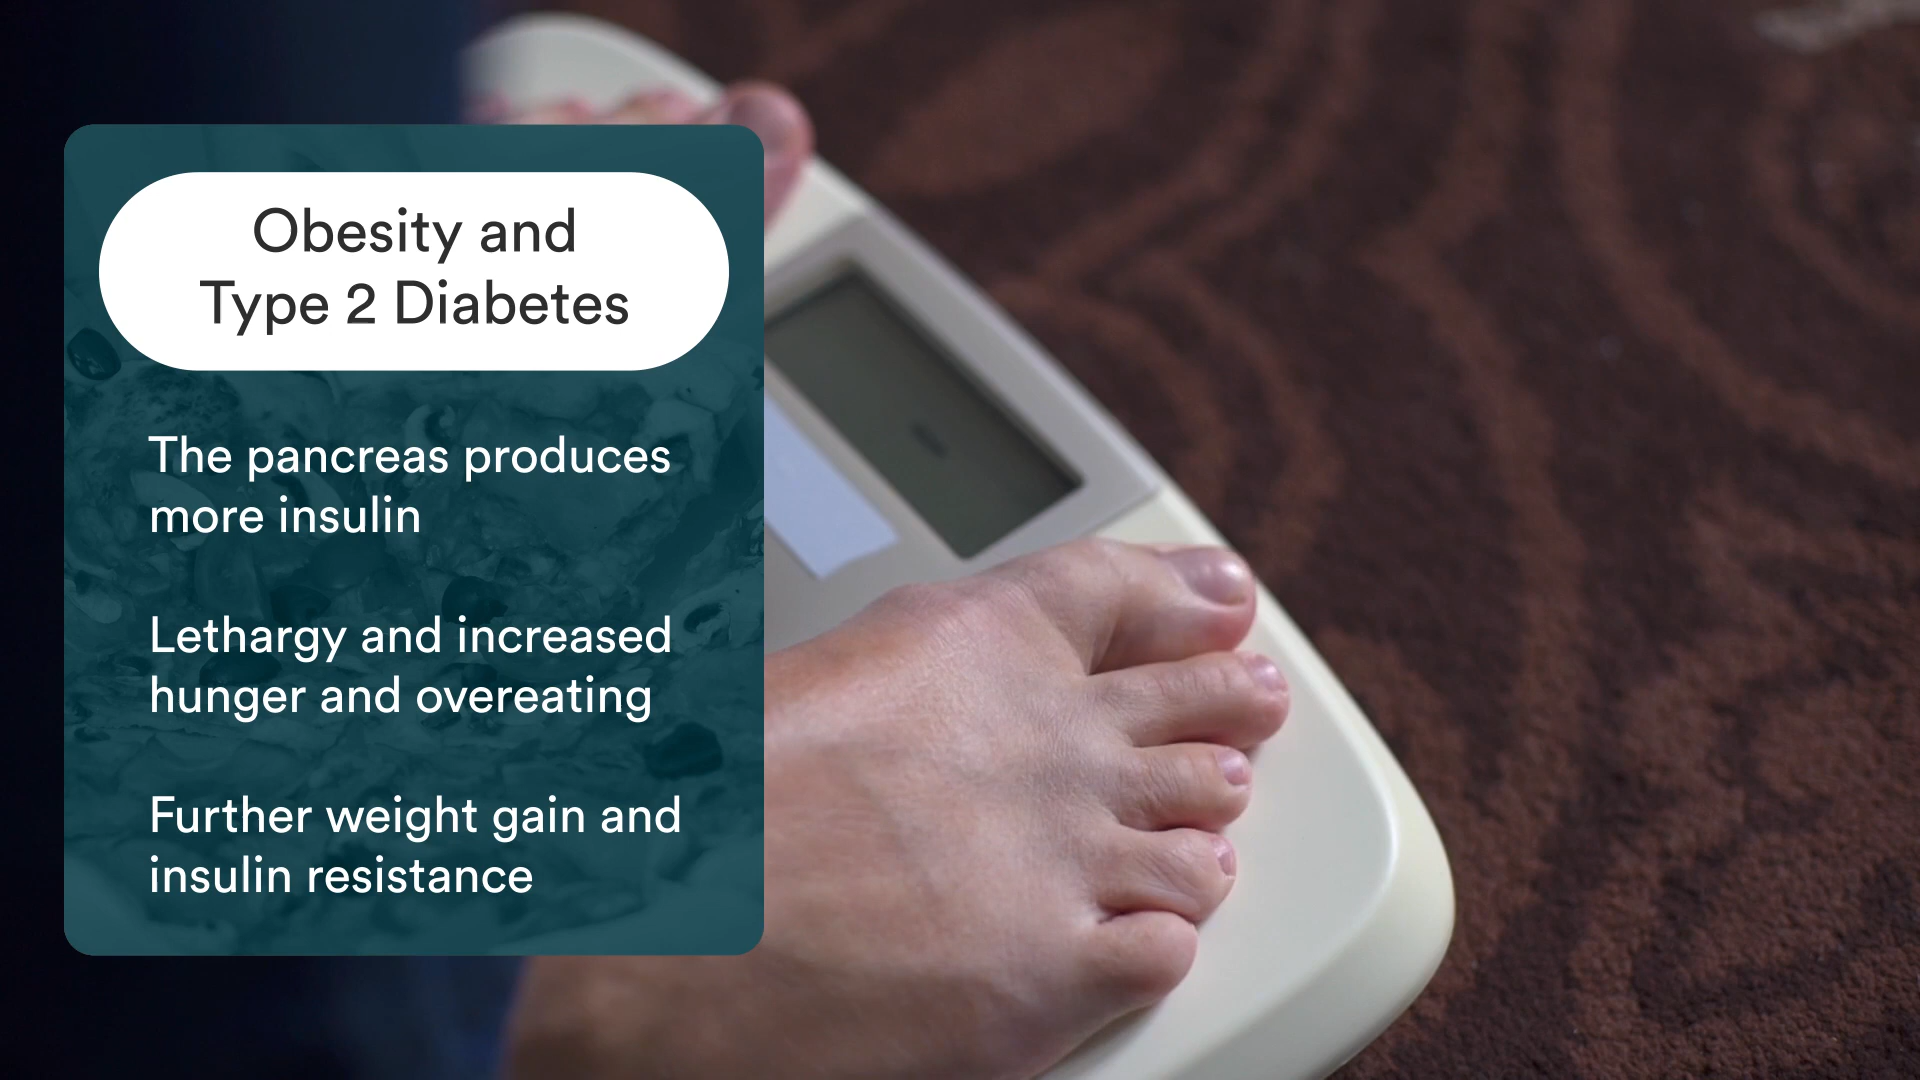 Obesity and
Type 2 Diabetes
The pancreas produces
more insulin
Lethargy and increased
hunger and overeating
Further weight gain and
insulin resistance